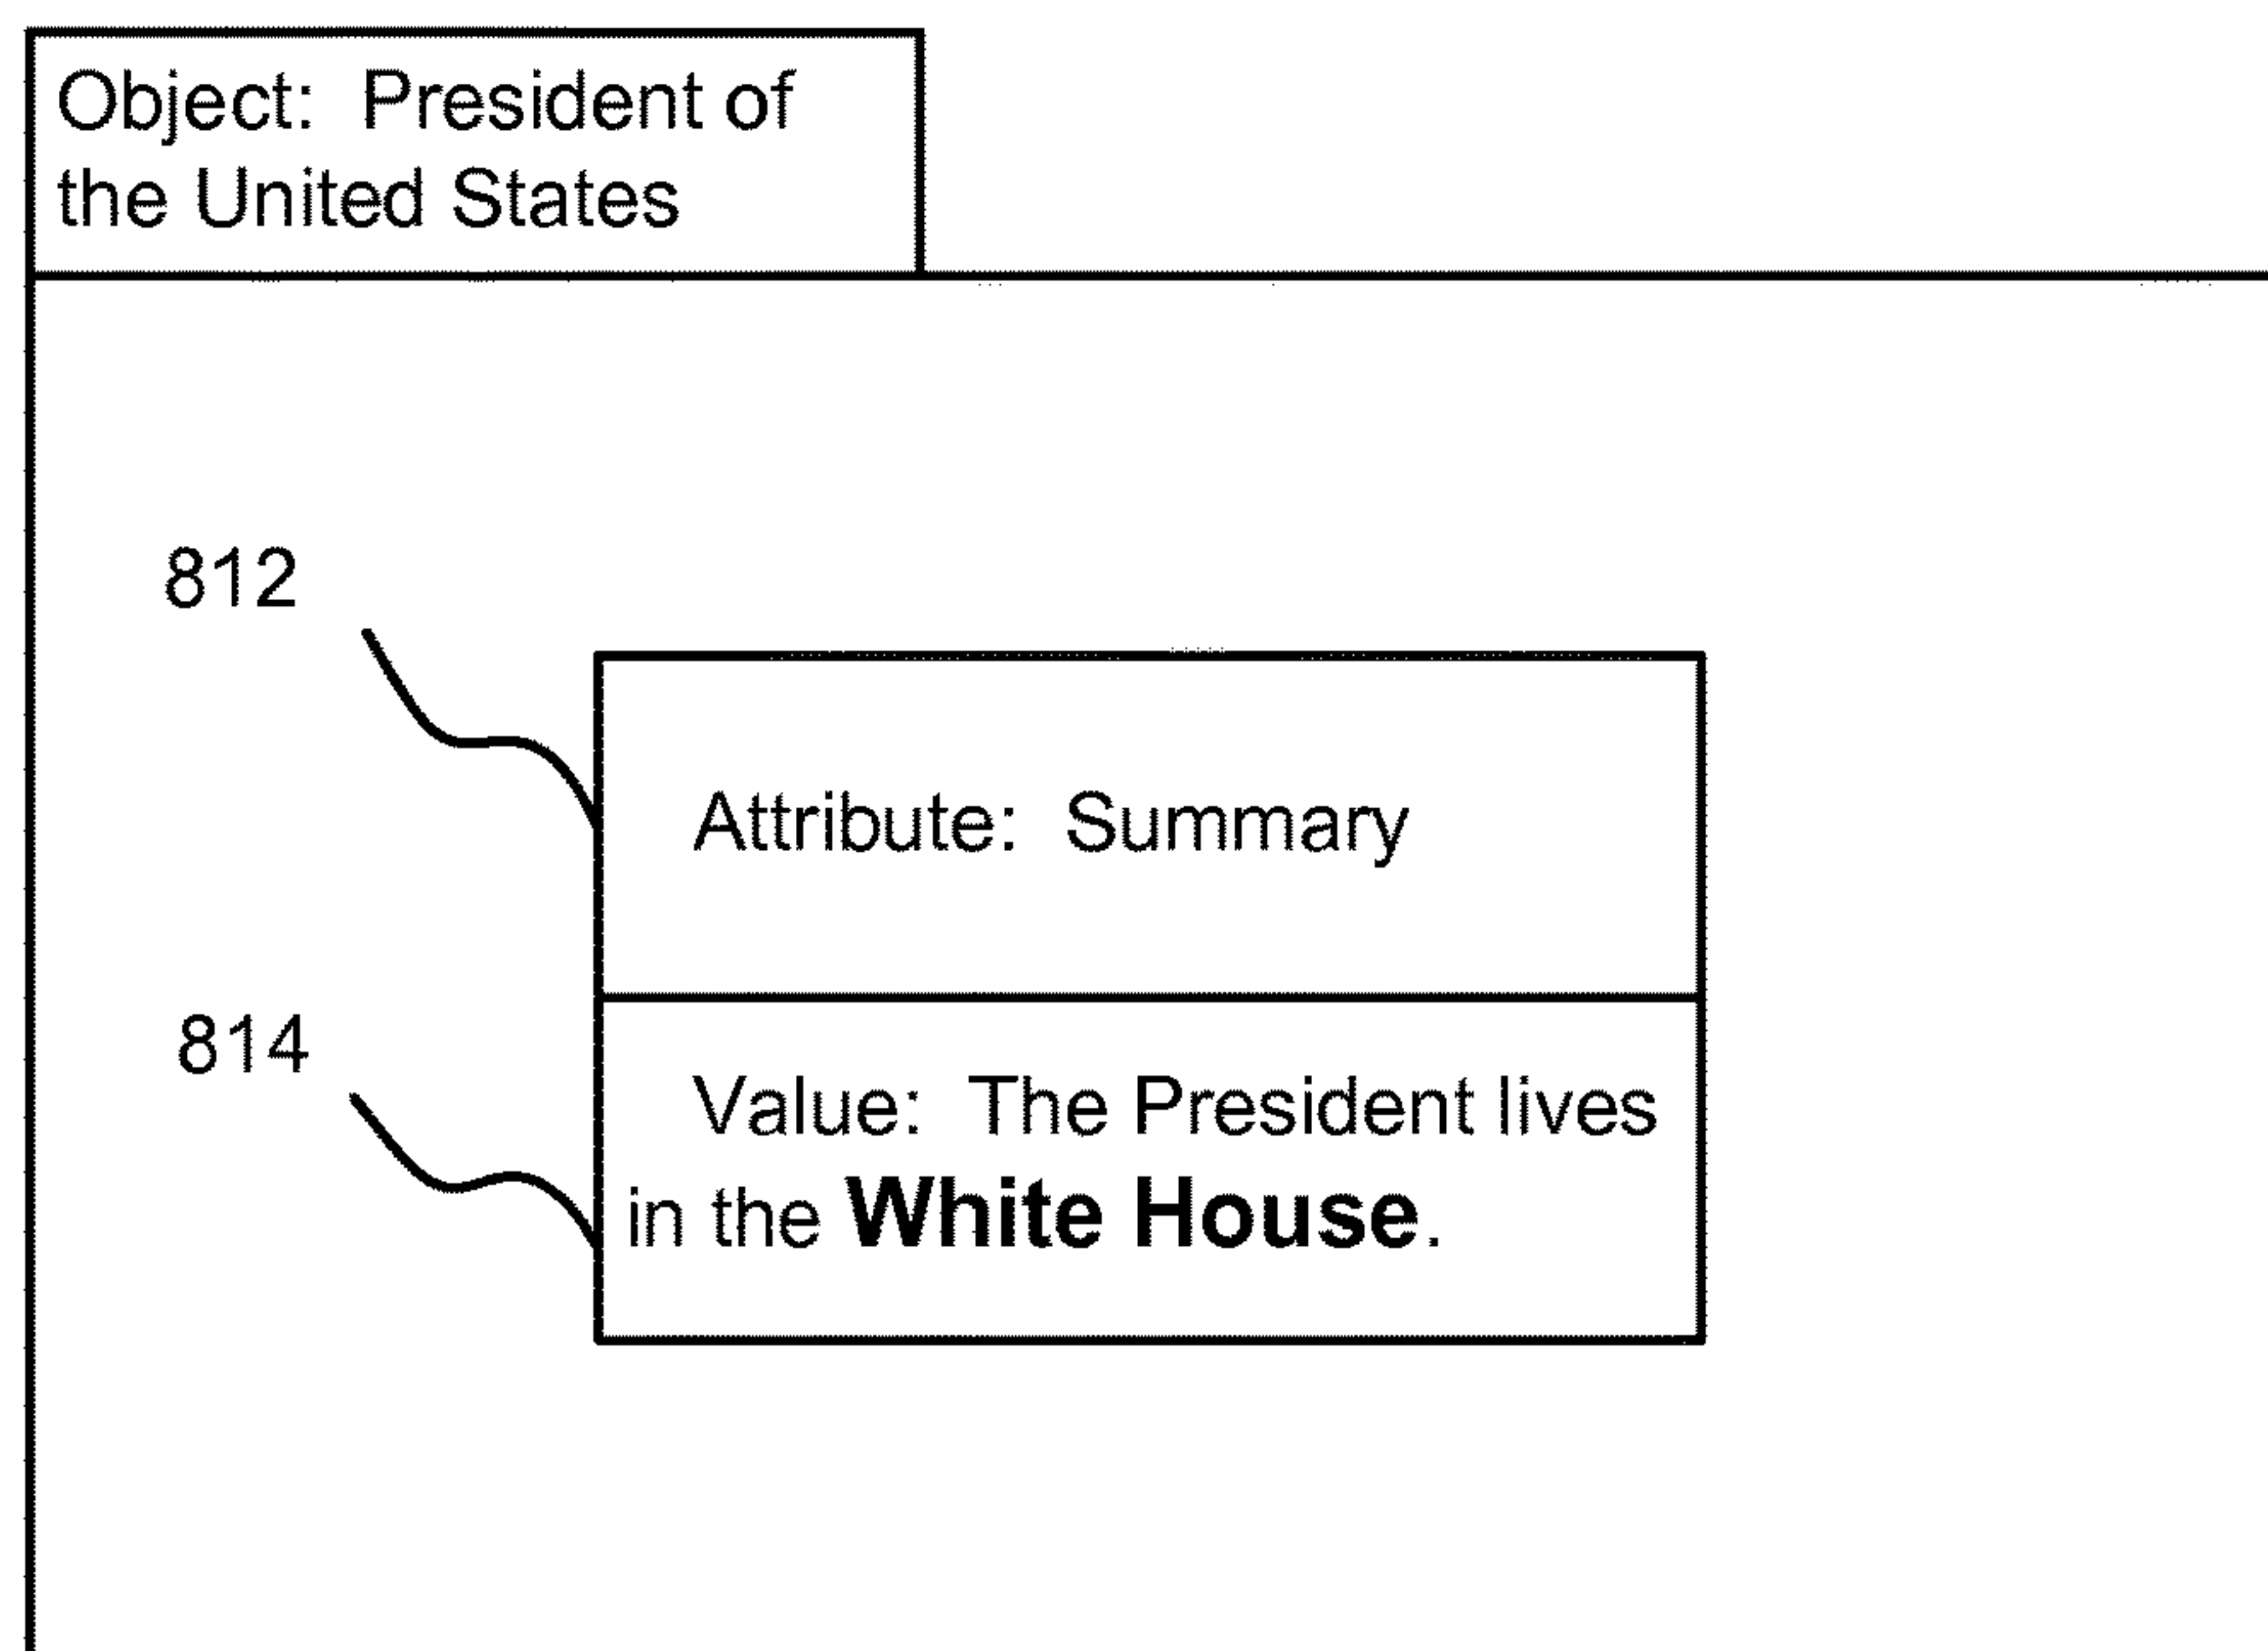 Object: President of
the United States
812
Attribute: Summary
814
Value: The President lives
in the White House.